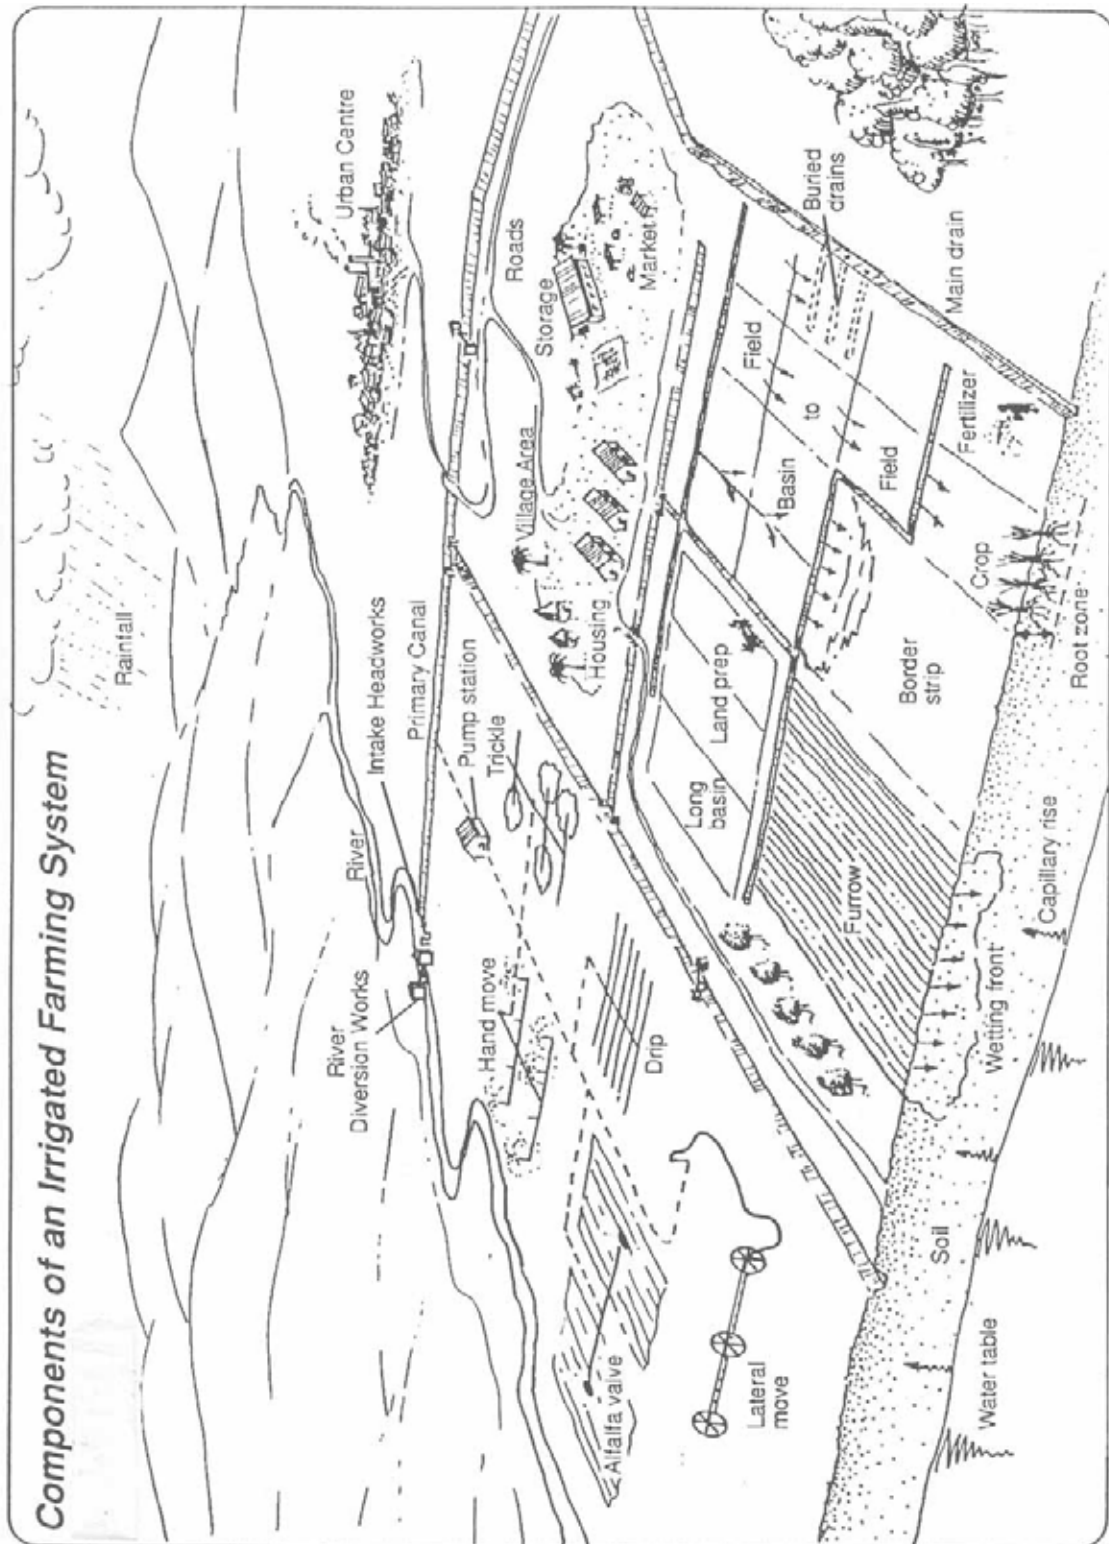 Components of an Irrigated Farming System
Rainfall
Urban Centre
River
Intake Headworks
Primary Canal
River
Diversion Works
Pump station
Trickle
Hand move
Roads
Village Area
Storage
Housing
Market
Drip
Alfalfa valve
Lateral
move
Long
basin
Land prep
Field
to
Field
Basin
Buried
drains
Main drain
Furrow
Border
strip
Fertilizer
Crop
Root zone
Capillary rise
Wetting front
Soil
Water table